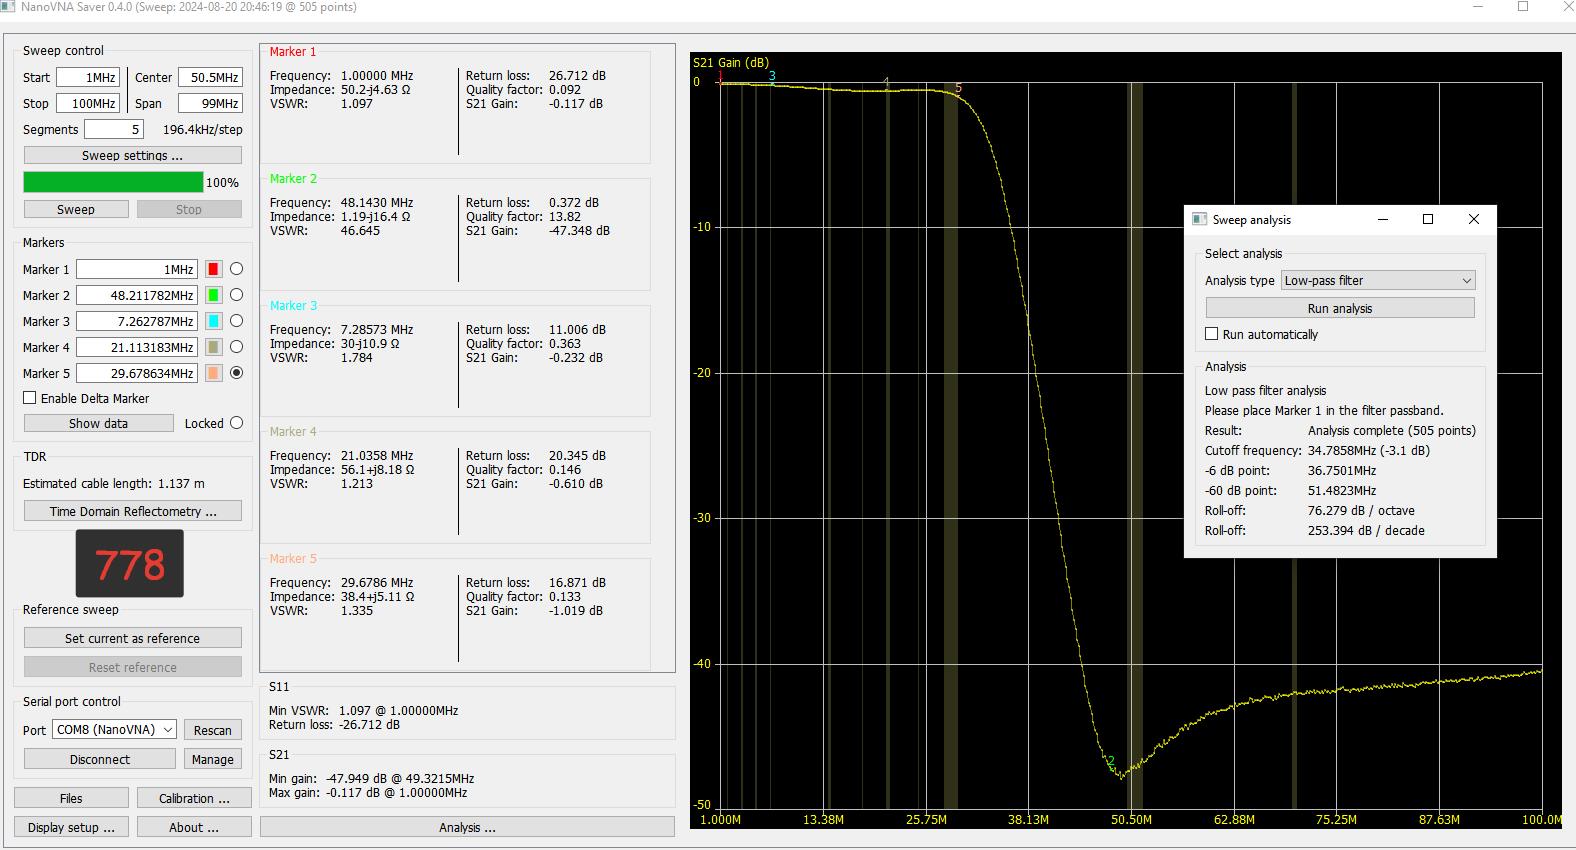 NanoVNA Saver 0.4.0 (Sweep: 2024-08-20 20:46:19 @ 505 points)
Sweep control
Start 1MHz Center 50.5MHz
Stop 100MHz Span 99MHz
Segments 5 196.4kHz/step
Sweep settings ...
100%
Sweep Stop
Markers
Marker 1 1MHz
Marker 2 48.211782MHz
Marker 3 7.262787MHz
Marker 4 21.113183MHz
Marker 5 29.678634MHz
Enable Delta Marker
Show data Locked
TDR
Estimated cable length: 1.137 m
Time Domain Reflectometry ...
778
Reference sweep
Set current as reference
Reset reference
Serial port control
Port COM8 (NanoVNA) Rescan
Disconnect Manage
Files Calibration ...
Display setup ... About ...
Marker 1
Frequency: 1.00000 MHz Return loss: 26.712 dB
Impedance: 50.2-j4.63 Ω Quality factor: 0.092
VSWR: 1.097 S21 Gain: -0.117 dB
Marker 2
Frequency: 48.1430 MHz Return loss: 0.372 dB
Impedance: 1.19-j16.4 Ω Quality factor: 13.82
VSWR: 46.645 S21 Gain: -47.348 dB
Marker 3
Frequency: 7.28573 MHz Return loss: 11.006 dB
Impedance: 30-j10.9 Ω Quality factor: 0.363
VSWR: 1.784 S21 Gain: -0.232 dB
Marker 4
Frequency: 21.0358 MHz Return loss: 20.345 dB
Impedance: 56.1+j8.18 Ω Quality factor: 0.146
VSWR: 1.213 S21 Gain: -0.610 dB
Marker 5
Frequency: 29.6786 MHz Return loss: 16.871 dB
Impedance: 38.4+j5.11 Ω Quality factor: 0.133
VSWR: 1.335 S21 Gain: -1.019 dB
S11
Min VSWR: 1.097 @ 1.00000MHz
Return loss: -26.712 dB
S21
Min gain: -47.949 dB @ 49.3215MHz
Max gain: -0.117 dB @ 1.00000MHz
Analysis ...
S21 Gain (dB)
1 3 4 5
0
-10
-20
-30
-40
2
-50
1.000M 13.38M 25.75M 38.13M 50.50M 62.88M 75.25M 87.63M 100.0M
Sweep analysis
Select analysis
Analysis type Low-pass filter
Run analysis
Run automatically
Analysis
Low pass filter analysis
Please place Marker 1 in the filter passband.
Result: Analysis complete (505 points)
Cutoff frequency: 34.7858MHz (-3.1 dB)
-6 dB point: 36.7501MHz
-60 dB point: 51.4823MHz
Roll-off: 76.279 dB / octave
Roll-off: 253.394 dB / decade